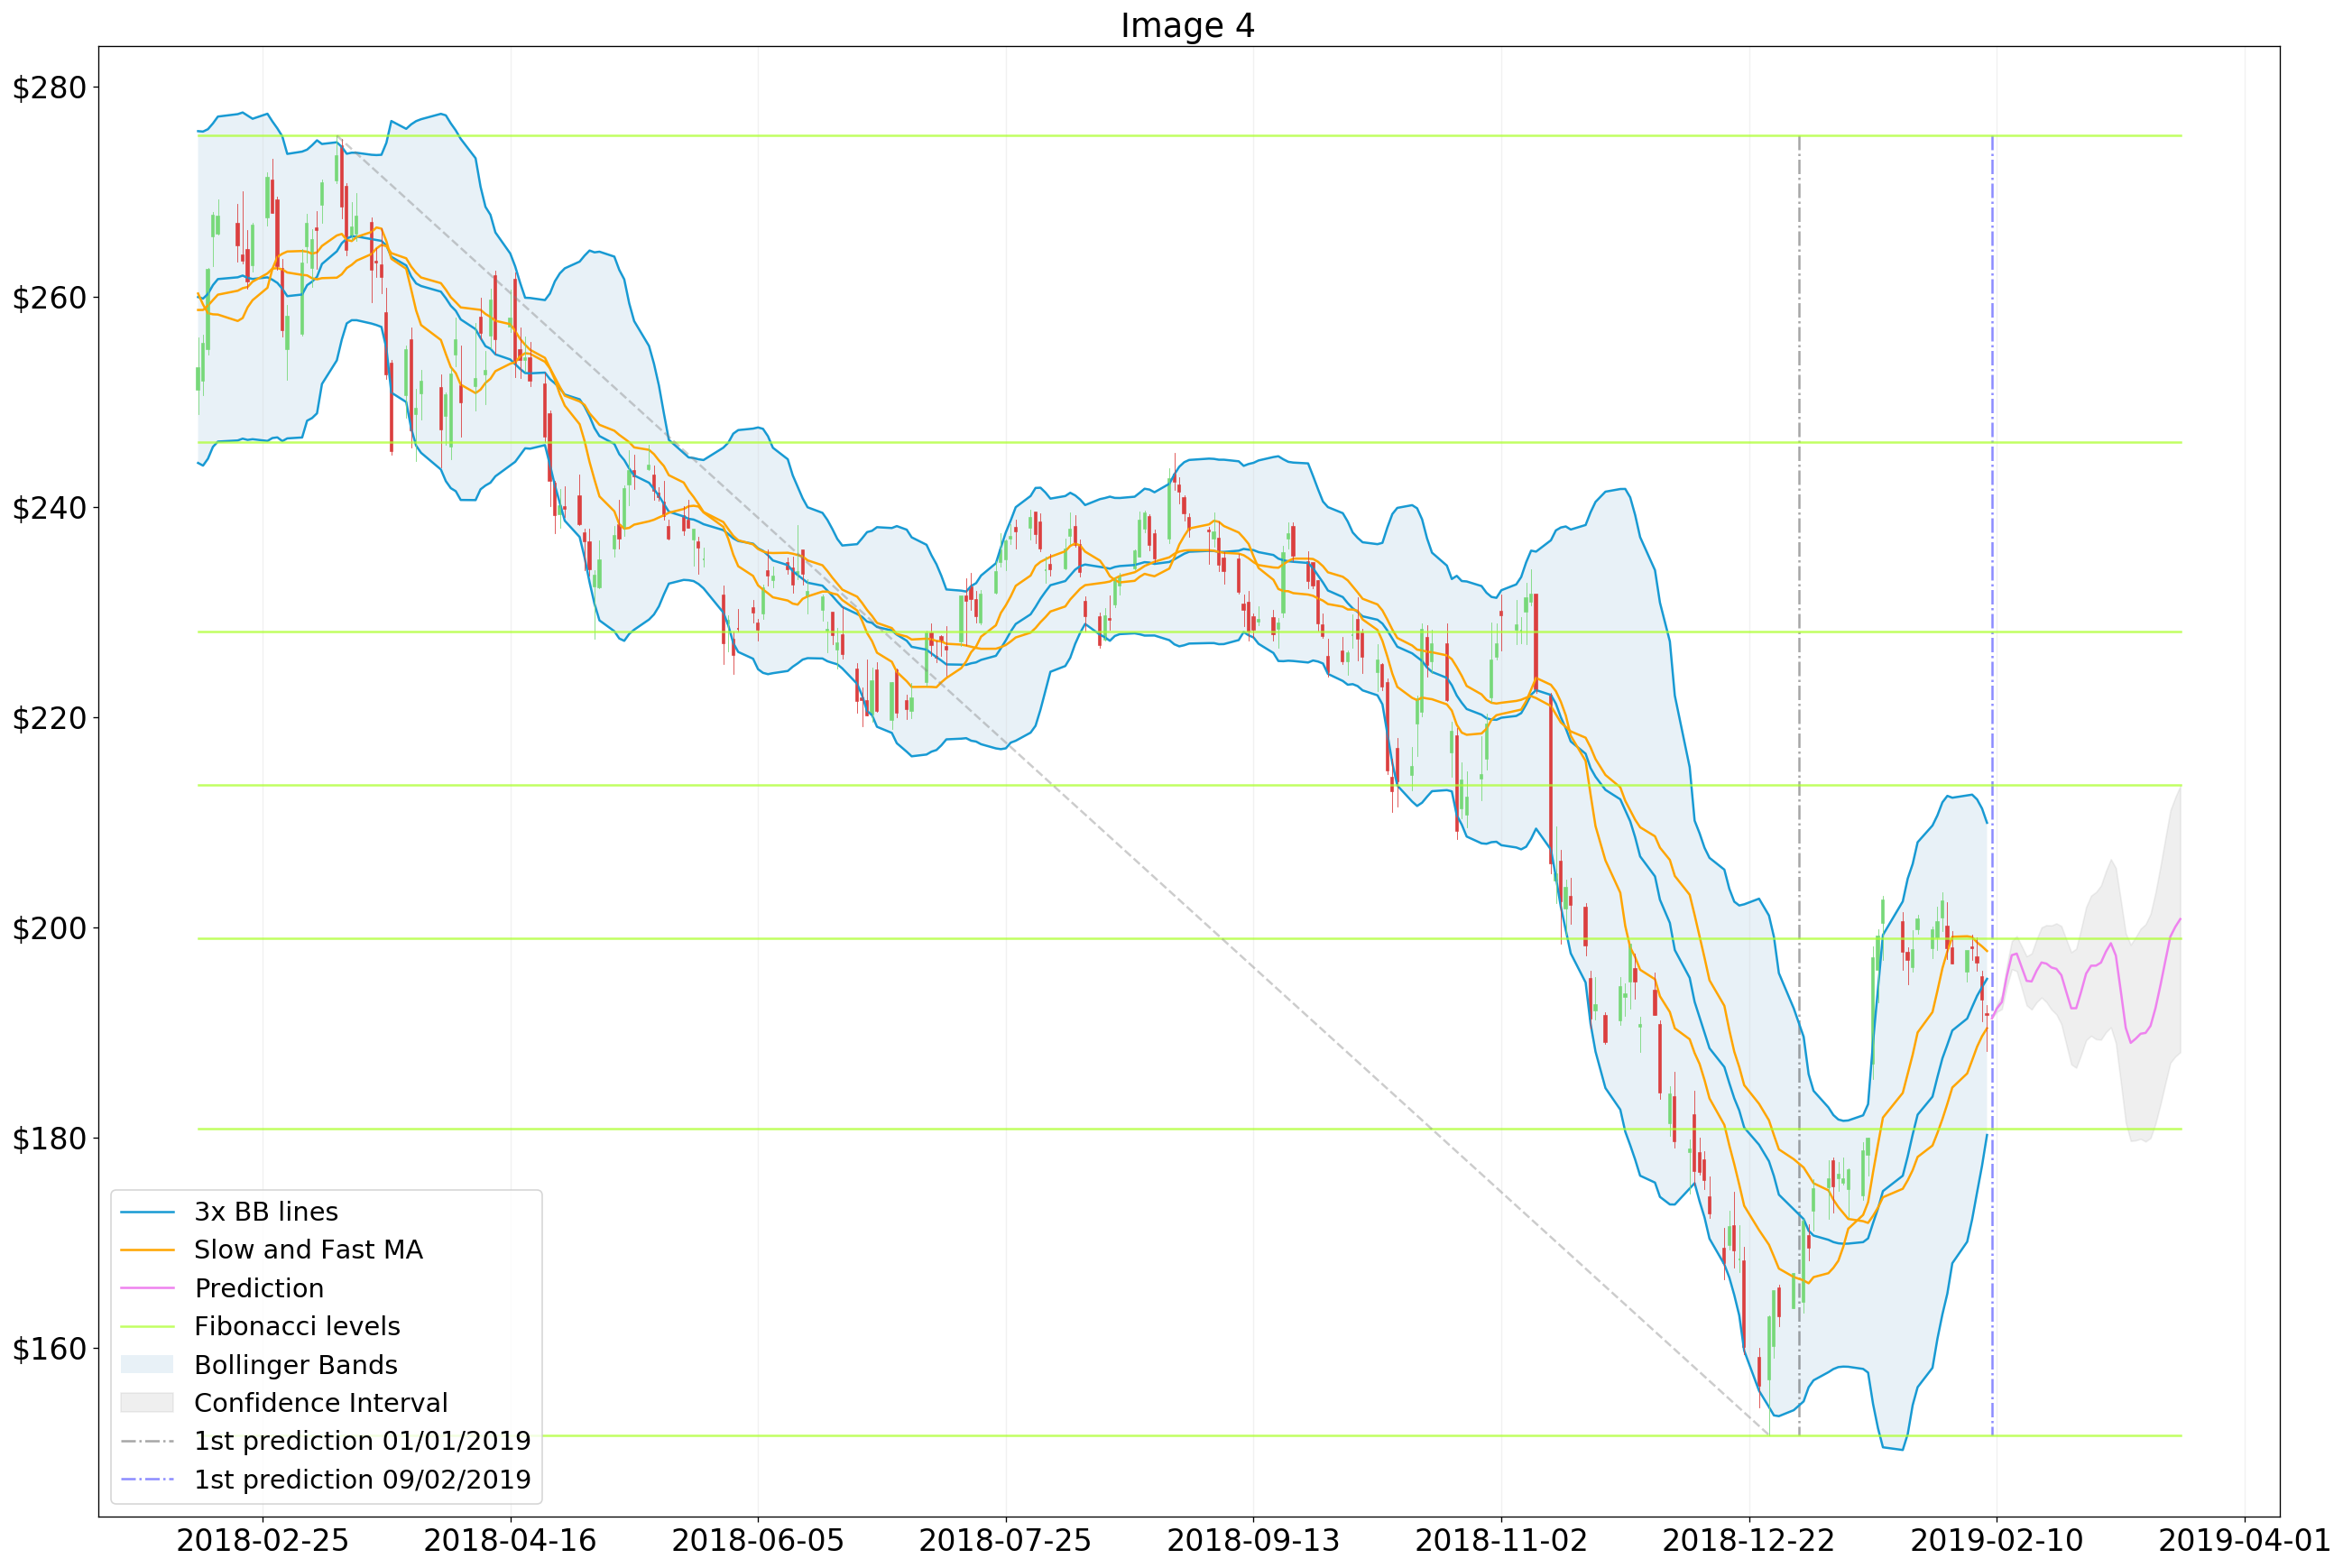 Image 4
$280
$260
$240
$220
$200
$180
$160
3x BB lines
Slow and Fast MA
Prediction
Fibonacci levels
Bollinger Bands
Confidence Interval
1st prediction 01/01/2019
1st prediction 09/02/2019
2018-02-25 2018-04-16 2018-06-05 2018-07-25 2018-09-13 2018-11-02 2018-12-22 2019-02-10 2019-04-01